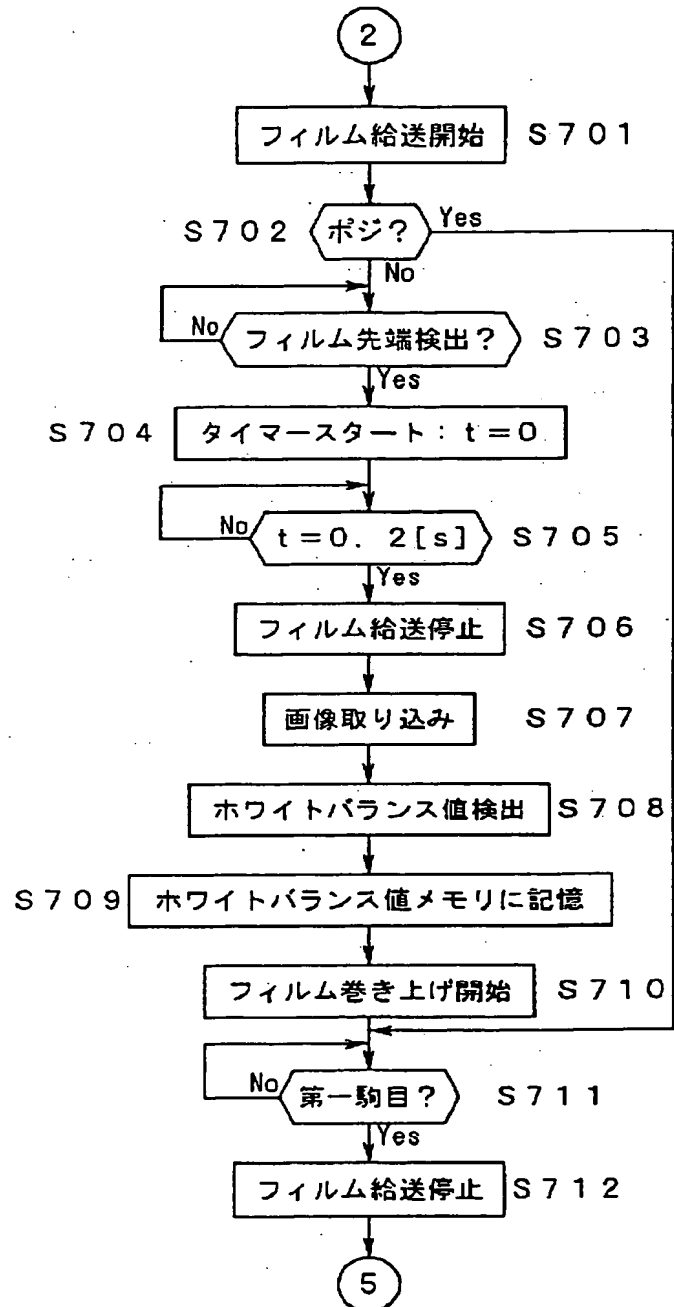 2
フィルム給送開始 S701
S702 ポジ? Yes
No
No フィルム先端検出? S703
Yes
S704 タイマースタート:t=0
No t=0.2[s] S705
Yes
フィルム給送停止 S706
画像取り込み S707
ホワイトバランス値検出 S708
S709 ホワイトバランス値メモリに記憶
フィルム巻き上げ開始 S710
No 第一駒目? S711
Yes
フィルム給送停止 S712
5